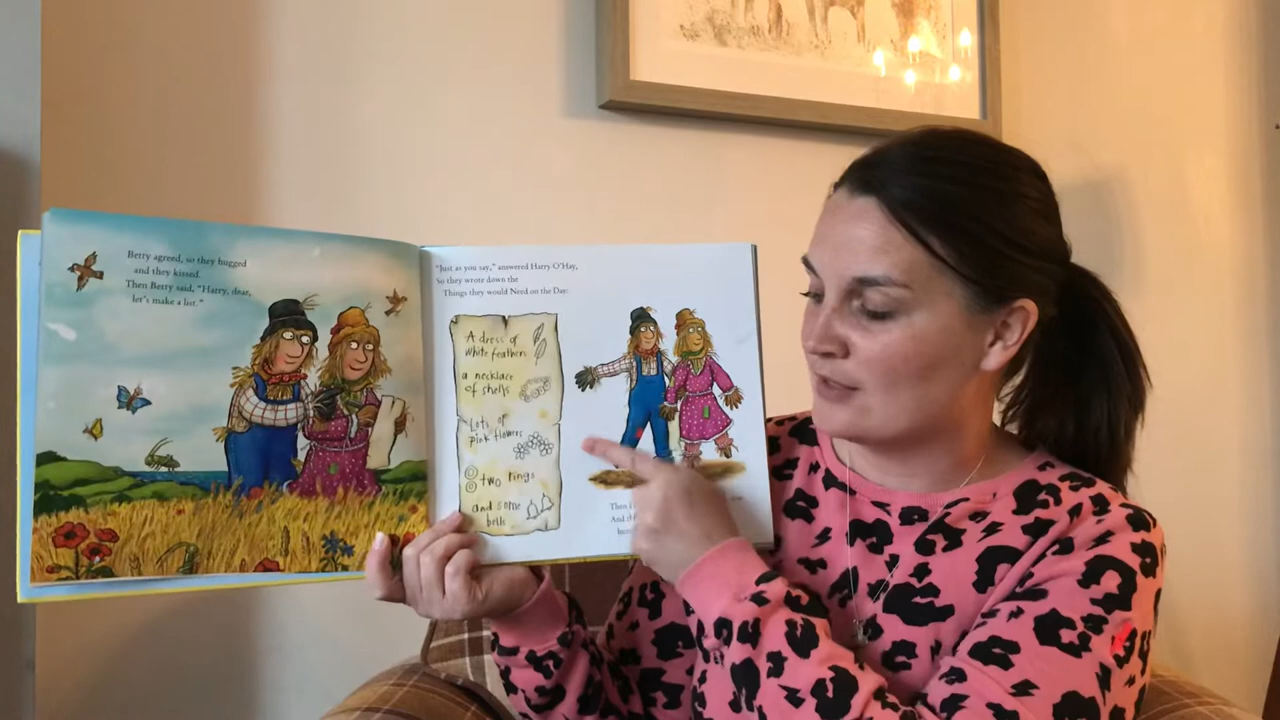 Betty agreed, so they hugged
and they kissed.
Then Betty said, "Harry, dear,
let's make a list."
"Just as you say," answered Harry O'Hay,
So they wrote down the
Things they would Need on the Day:
A dress of
white feathers
a necklace
of shells
Lots of
pink flowers
two rings
and some
bells
Then